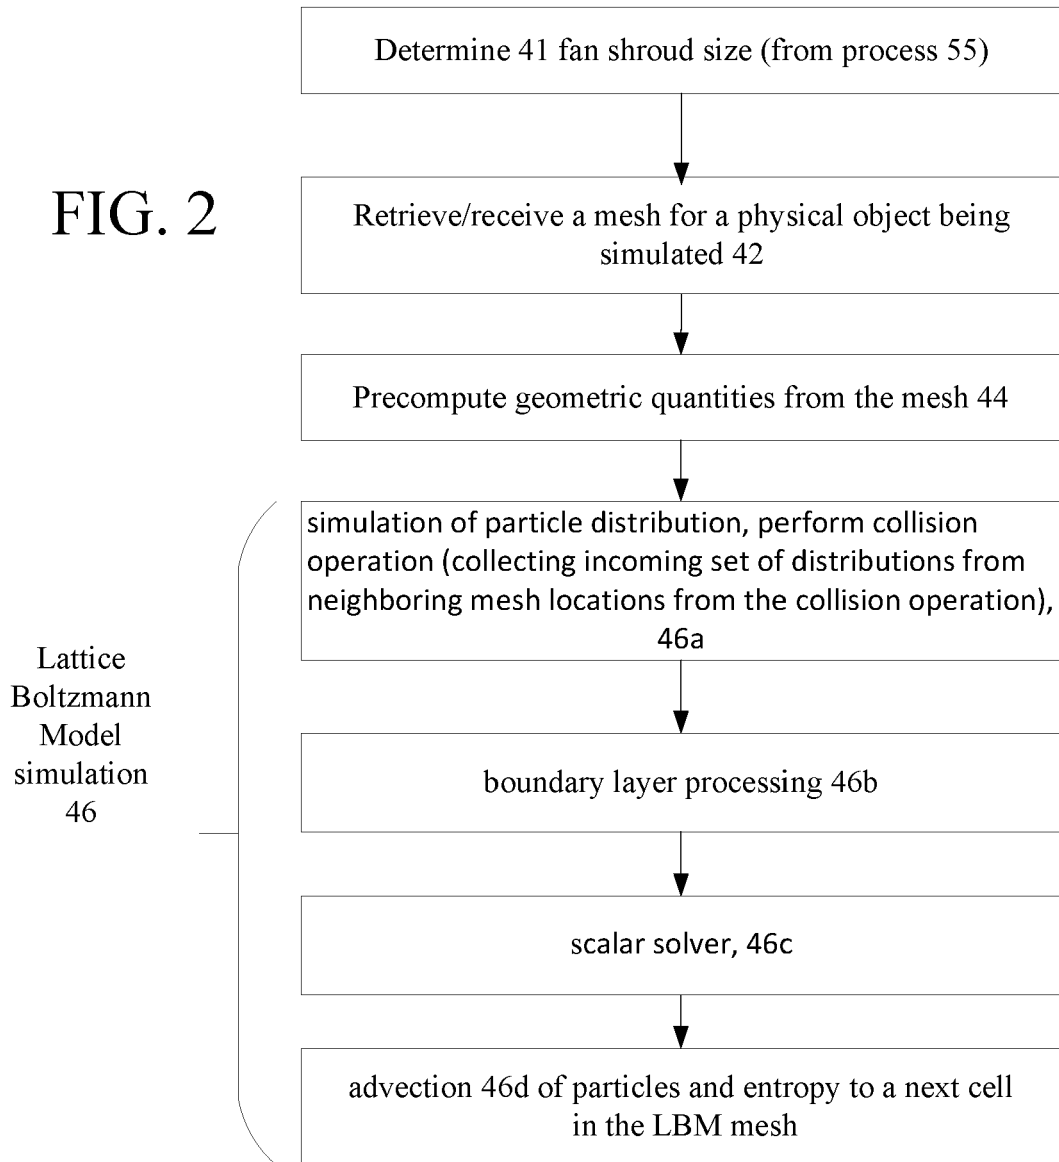 Determine 41 fan shroud size (from process 55)
FIG. 2
Retrieve/receive a mesh for a physical object being
simulated 42
Precompute geometric quantities from the mesh 44
simulation of particle distribution, perform collision
operation (collecting incoming set of distributions from
neighboring mesh locations from the collision operation),
46a
Lattice
Boltzmann
Model
simulation
46
boundary layer processing 46b
scalar solver, 46c
advection 46d of particles and entropy to a next cell
in the LBM mesh